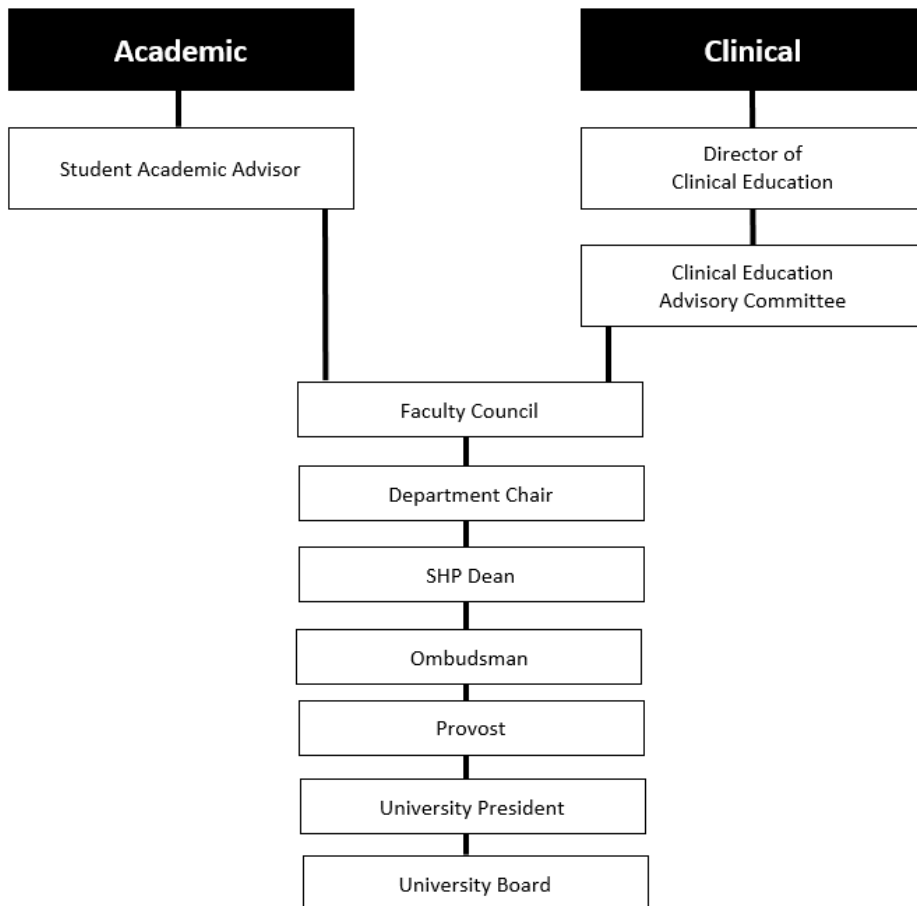 Academic
Clinical
Student Academic Advisor
Director of
Clinical Education
Clinical Education
Advisory Committee
Faculty Council
Department Chair
SHP Dean
Ombudsman
Provost
University President
University Board